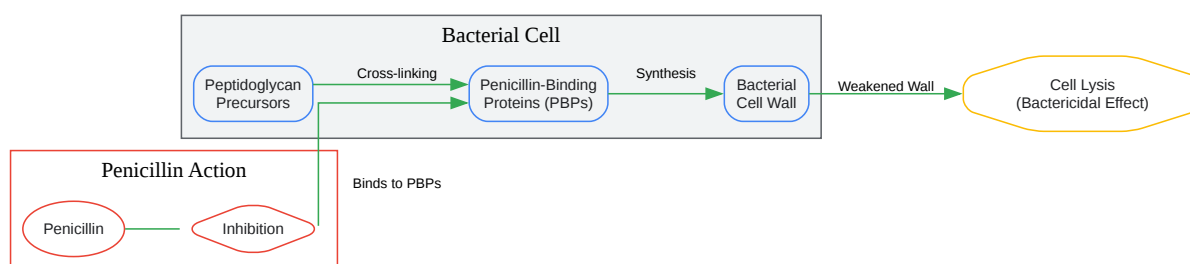 Bacterial Cell
Peptidoglycan
Precursors
Cross-linking
Penicillin-Binding
Proteins (PBPs)
Synthesis
Bacterial
Cell Wall
Weakened Wall
Cell Lysis
(Bactericidal Effect)
Penicillin Action
Binds to PBPs
Penicillin
Inhibition